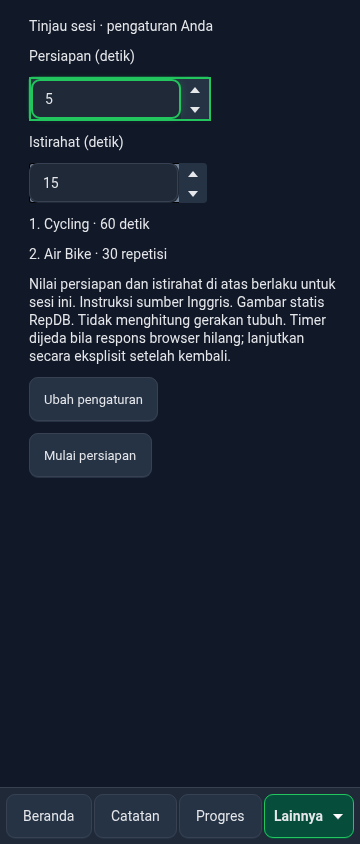 Tinjau sesi · pengaturan Anda
Persiapan (detik)
5
Istirahat (detik)
15
1. Cycling · 60 detik
2. Air Bike · 30 repetisi
Nilai persiapan dan istirahat di atas berlaku untuk
sesi ini. Instruksi sumber Inggris. Gambar statis
RepDB. Tidak menghitung gerakan tubuh. Timer
dijeda bila respons browser hilang; lanjutkan
secara eksplisit setelah kembali.
Ubah pengaturan
Mulai persiapan
Beranda
Catatan
Progres
Lainnya